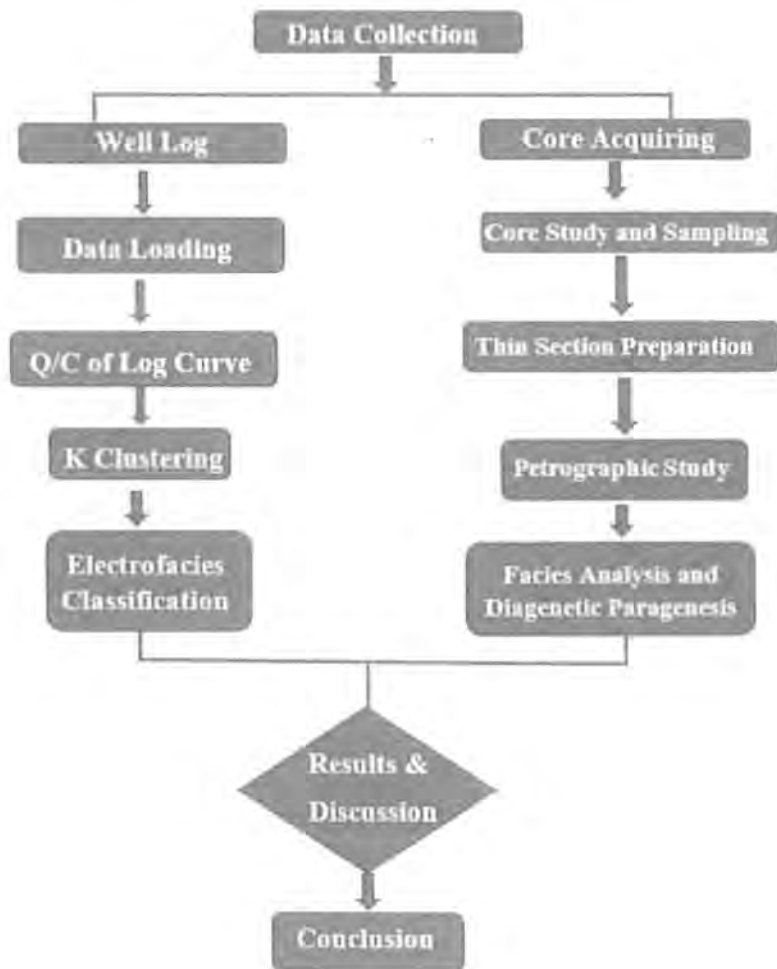 Data Collection
Well Log
Data Loading
Q/C of Log Curve
K Clustering
Electrofacies
Classification
Core Acquiring
Core Study and Sampling
Thin Section Preparation
Petrographic Study
Facies Analysis and
Diagenetic Paragenesis
Results &
Discussion
Conclusion